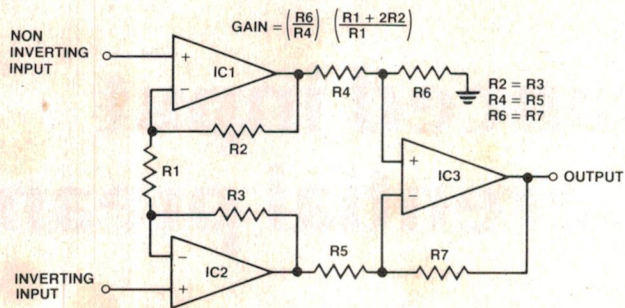 GAIN = (R6/R4) (R1 + 2R2/R1)
NON
INVERTING
INPUT
+
IC1
−
R4
R6
R2 = R3
R4 = R5
R6 = R7
R2
R1
+
IC3
−
OUTPUT
R3
−
IC2
+
R5
R7
INVERTING
INPUT